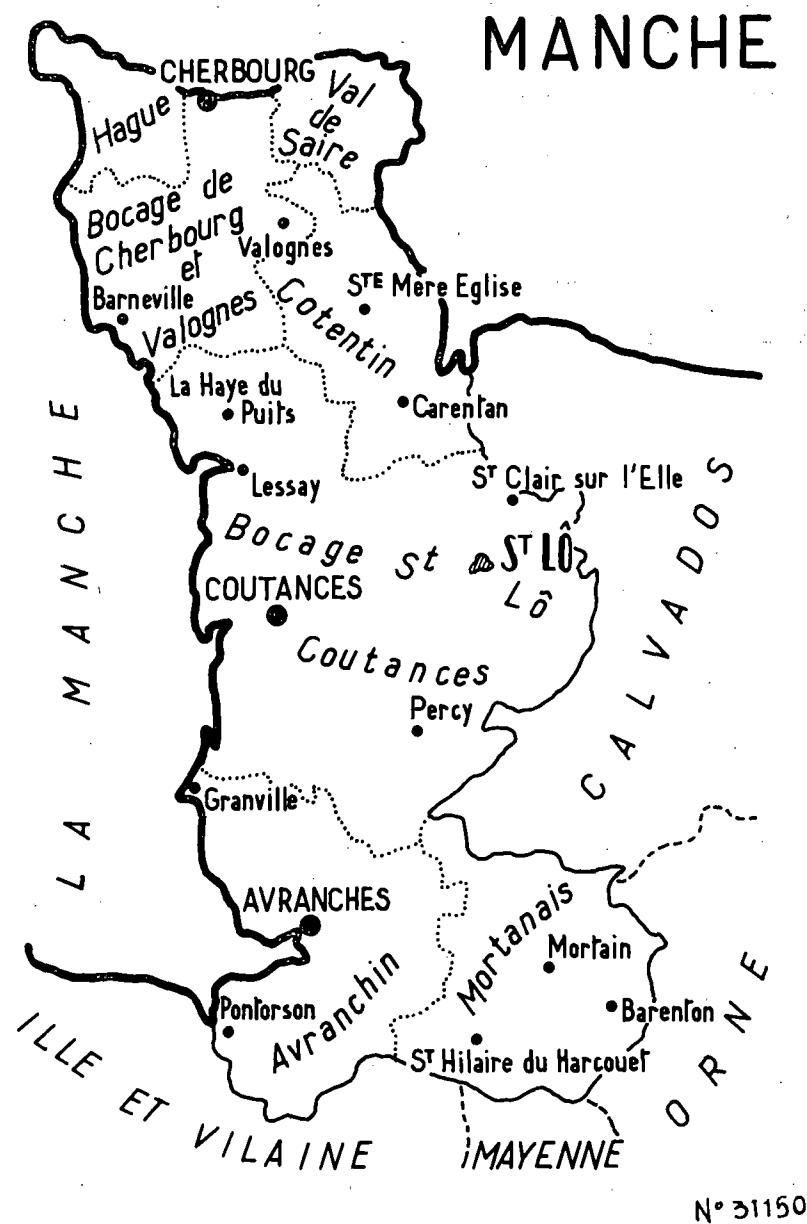 MANCHE
CHERBOURG
Hague
Val
de
Saire
Bocage de
Cherbourg
et
Valognes
Valognes
Cotentin
STE Mère Eglise
Barneville
La Haye du
Puits
Carentan
Lessay
ST Clair sur l'Elle
Bocage St Lô
ST LÔ
COUTANCES
Coutances
Percy
Granville
AVRANCHES
Avranchin
Mortanais
Mortain
Barenton
Pontorson
ST Hilaire du Harcouet
LA MANCHE
CALVADOS
ORNE
ILLE ET VILAINE
MAYENNE
N° 31150